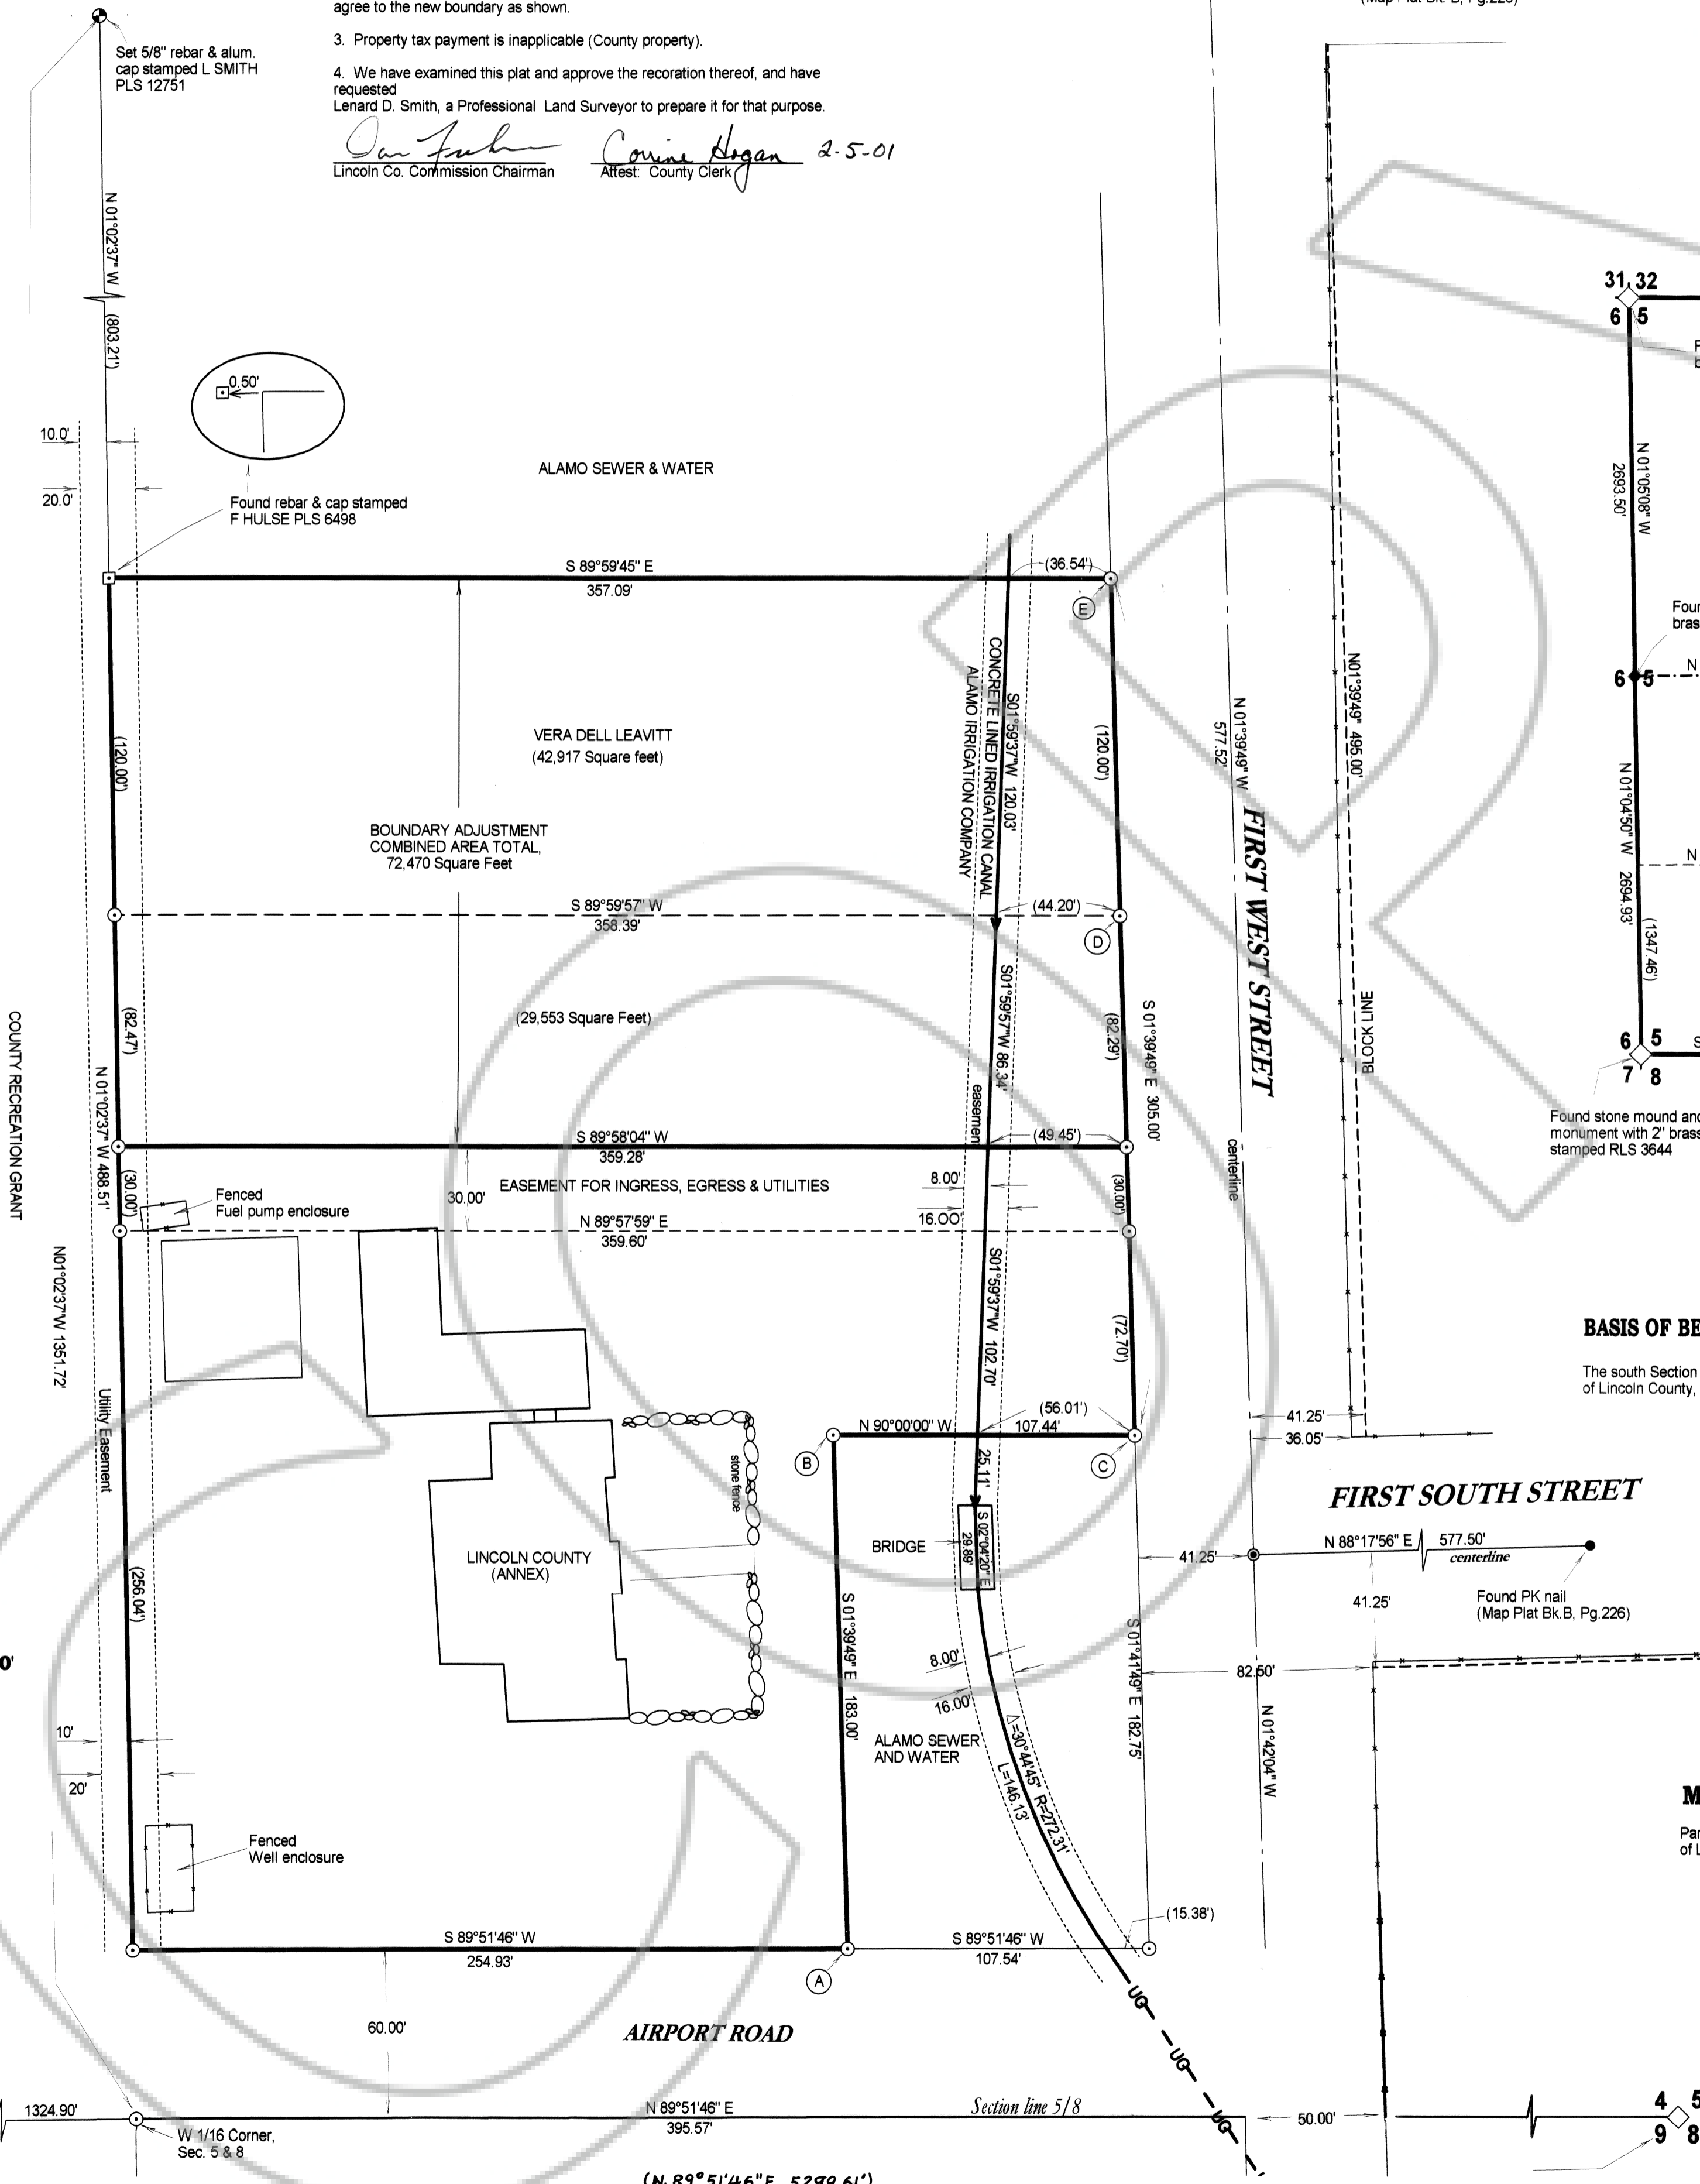 agree to the new boundary as shown.
3. Property tax payment is inapplicable (County property).
4. We have examined this plat and approve the recoration thereof, and have
requested
Lenard D. Smith, a Professional Land Surveyor to prepare it for that purpose.
Corrine Hogan 2-5-01
Lincoln Co. Commission Chairman Attest: County Clerk
Set 5/8" rebar & alum.
cap stamped L SMITH
PLS 12751
N 01°02'37" W
(803.21')
0.50'
10.0'
20.0'
Found rebar & cap stamped
F HULSE PLS 6498
ALAMO SEWER & WATER
31 32
6 5
S 89°59'45" E
357.09'
(36.54')
E
N 01°05'08" W
2693.50'
CONCRETE LINED IRRIGATION CANAL
ALAMO IRRIGATION COMPANY
S01°59'37"W 120.03'
N 01°39'49" W
577.52'
N01°39'49" 495.00'
6 5
VERA DELL LEAVITT
(42,917 Square feet)
(120.00')
(120.00')
BOUNDARY ADJUSTMENT
COMBINED AREA TOTAL,
72,470 Square Feet
FIRST WEST STREET
N 01°04'50" W 2694.93'
(1347.46')
S 89°59'57" W
358.39'
(44.20')
D
(29,553 Square Feet)
(82.47')
S01°59'57"W 86.34'
easement
(82.29')
S 01°39'49" E 305.00'
BLOCK LINE
6 5
7 8
COUNTY RECREATION GRANT
N 01°02'37" W 488.51'
S 89°58'04" W
359.28'
(49.45')
centerline
Found stone mound and
monument with 2" brass
stamped RLS 3644
(30.00')
Fenced
Fuel pump enclosure
30.00'
EASEMENT FOR INGRESS, EGRESS & UTILITIES
8.00'
16.00'
(30.00')
N 89°57'59" E
359.60'
N01°02'37"W 1351.72'
Utility Easement
S01°59'37"W 102.70'
(72.70')
BASIS OF
The south Section
of Lincoln County,
(56.01')
N 90°00'00" W 107.44'
B
C
41.25'
36.05'
stone fence
25.11'
FIRST SOUTH STREET
BRIDGE
S 02°04'20" E
29.89'
41.25'
N 88°17'56" E 577.50'
centerline
Found PK nail
(Map Plat Bk.B, Pg.226)
41.25'
LINCOLN COUNTY
(ANNEX)
(256.04')
S 01°39'49" E 183.00'
S 01°41'49" E 182.75'
8.00'
16.00'
82.50'
N 01°42'04" W
10'
20'
ALAMO SEWER
AND WATER
Δ=30°44'45" R=272.31'
L=146.13'
Fenced
Well enclosure
(15.38')
S 89°51'46" W
254.93'
S 89°51'46" W
107.54'
A
UG
60.00'
AIRPORT ROAD
UG
1324.90'
N 89°51'46" E
395.57'
Section line 5/8
UG
50.00'
4 5
9 8
W 1/16 Corner,
Sec. 5 & 8
(N. 89°51'46"E 5299.61')